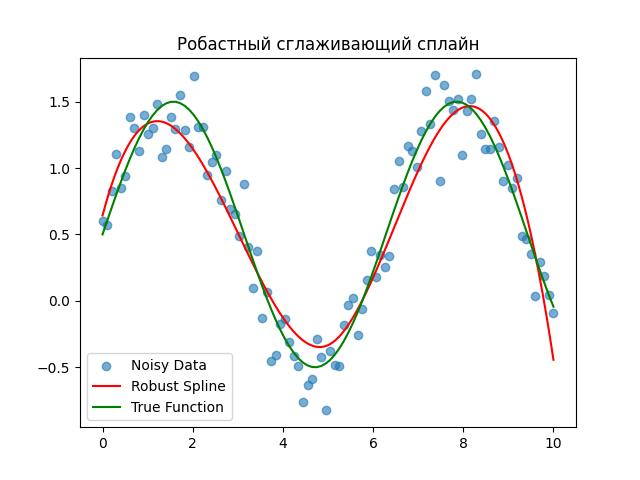 Робастный сглаживающий сплайн
1.5
1.0
0.5
0.0
−0.5
Noisy Data
Robust Spline
True Function
0 2 4 6 8 10